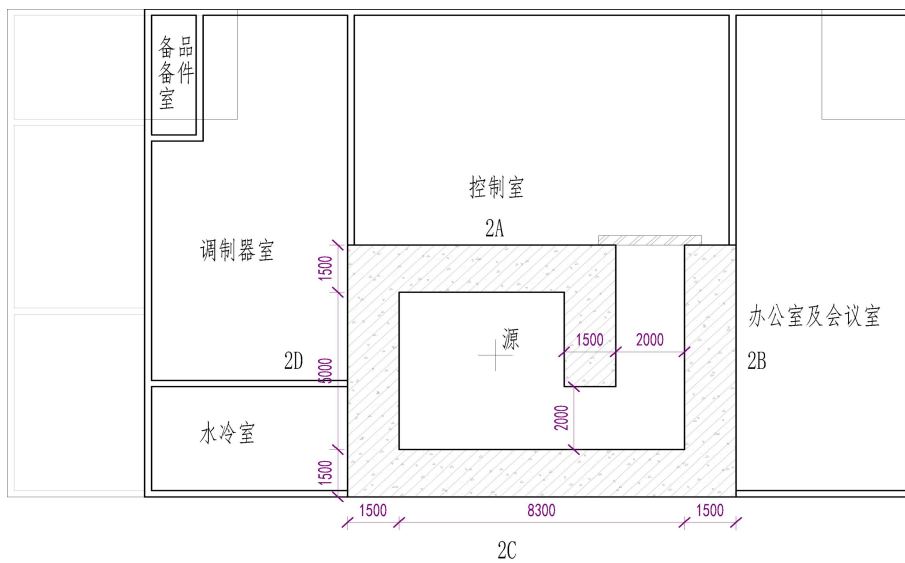 备品
备件
室
控制室
2A
调制器室
1500
办公室及会议室
源
1500
2000
2D
5000
2B
2000
水冷室
1500
1500
8300
1500
2C